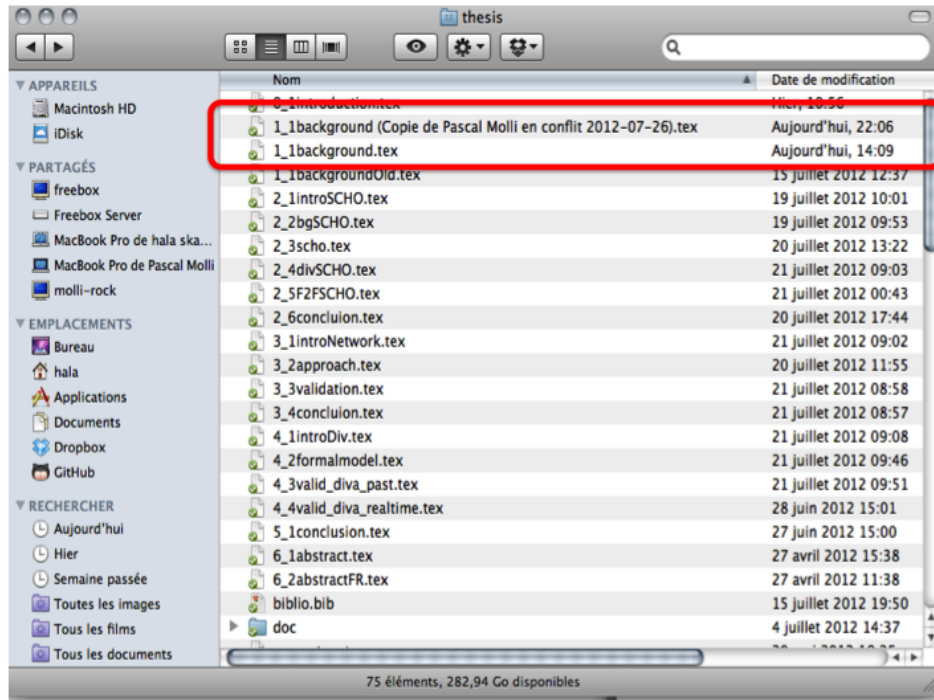 thesis
Nom Date de modification
▼ APPAREILS
Macintosh HD
iDisk
▼ PARTAGÉS
freebox
Freebox Server
MacBook Pro de hala ska...
MacBook Pro de Pascal Molli
molli-rock
▼ EMPLACEMENTS
Bureau
hala
Applications
Documents
Dropbox
GitHub
▼ RECHERCHER
Aujourd'hui
Hier
Semaine passée
Toutes les images
Tous les films
Tous les documents
0_1introduction.tex Hier, 18:56
1_1background (Copie de Pascal Molli en conflit 2012-07-26).tex Aujourd'hui, 22:06
1_1background.tex Aujourd'hui, 14:09
1_1backgroundOld.tex 15 juillet 2012 12:37
2_1introSCHO.tex 19 juillet 2012 10:01
2_2bgSCHO.tex 19 juillet 2012 09:53
2_3scho.tex 20 juillet 2012 13:22
2_4divSCHO.tex 21 juillet 2012 09:03
2_5F2FSCHO.tex 21 juillet 2012 00:43
2_6concluion.tex 20 juillet 2012 17:44
3_1introNetwork.tex 21 juillet 2012 09:02
3_2approach.tex 20 juillet 2012 11:55
3_3validation.tex 21 juillet 2012 08:58
3_4concluion.tex 21 juillet 2012 08:57
4_1introDiv.tex 21 juillet 2012 09:08
4_2formalmodel.tex 21 juillet 2012 09:46
4_3valid_diva_past.tex 21 juillet 2012 09:51
4_4valid_diva_realtime.tex 28 juin 2012 15:01
5_1conclusion.tex 27 juin 2012 15:00
6_1abstract.tex 27 avril 2012 15:38
6_2abstractFR.tex 27 avril 2012 11:38
biblio.bib 15 juillet 2012 19:50
doc 4 juillet 2012 14:37
75 éléments, 282,94 Go disponibles